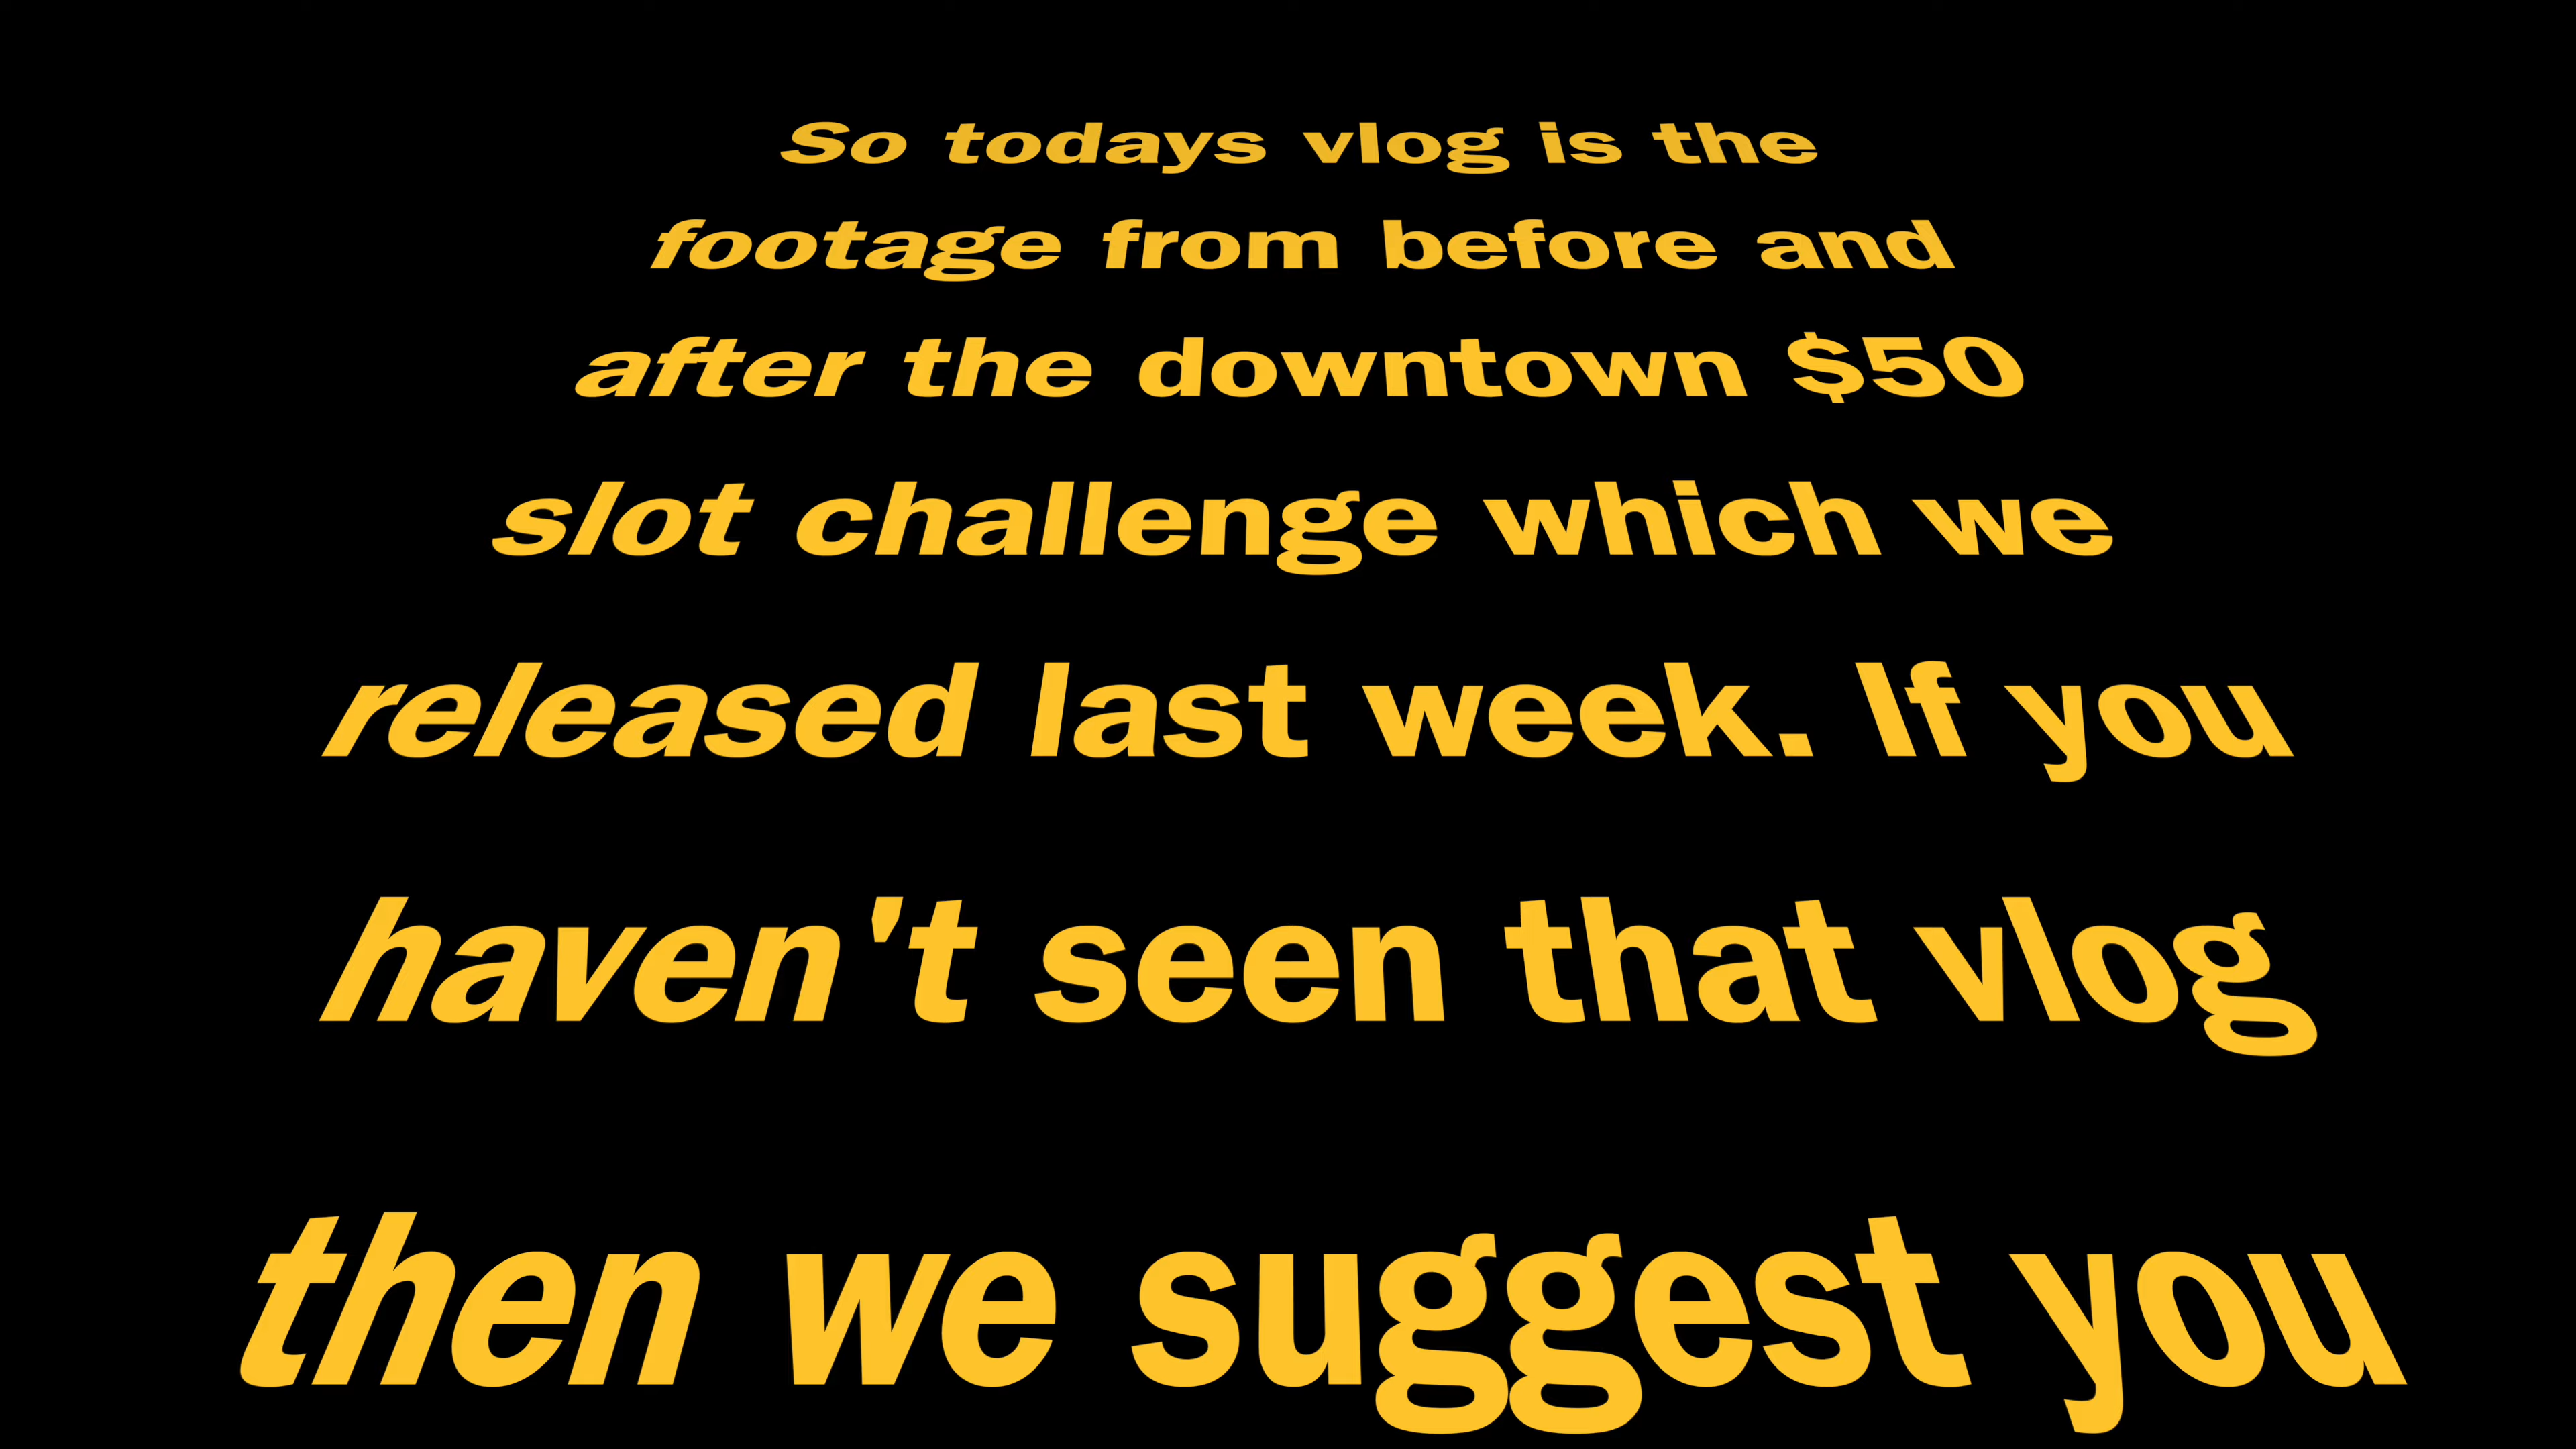 So todays vlog is the
footage from before and
after the downtown $50
slot challenge which we
released last week. If you
haven't seen that vlog
then we suggest you